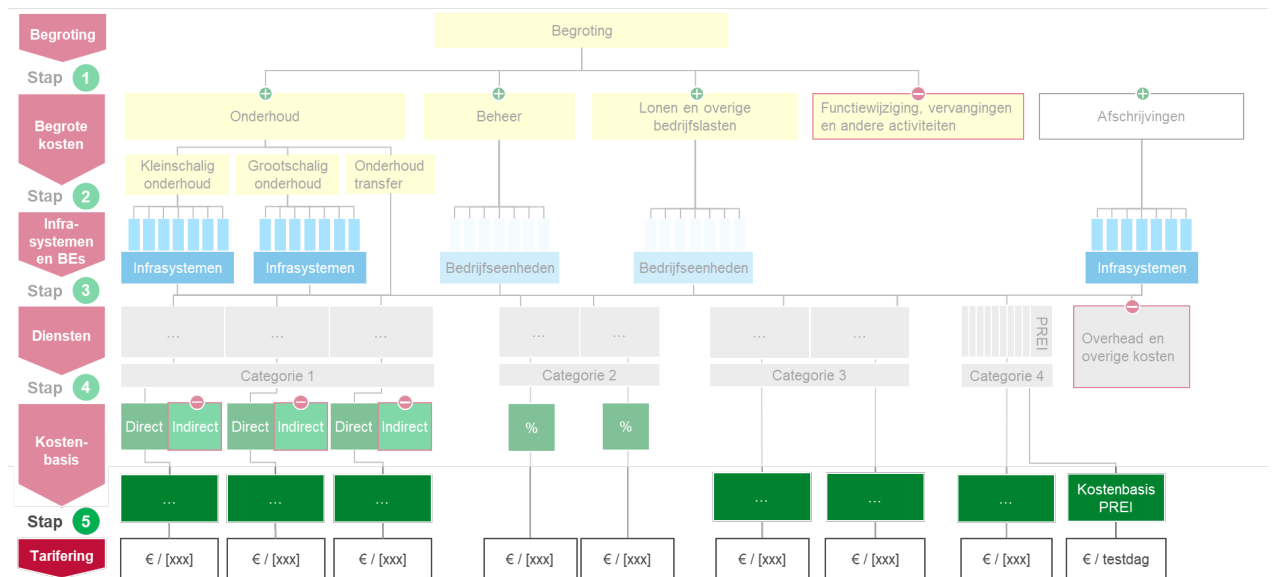 Begroting
Begroting
Stap 1
+
+
+
−
+
Begrote
kosten
Onderhoud
Beheer
Lonen en overige
bedrijfslasten
Functiewijziging, vervangingen
en andere activiteiten
Afschrijvingen
Kleinschalig
onderhoud
Grootschalig
onderhoud
Onderhoud
transfer
Stap 2
Infra-
systemen
en BEs
Infrasystemen
Infrasystemen
Bedrijfseenheden
Bedrijfseenheden
Infrasystemen
Stap 3
−
Diensten
...
...
...
...
...
...
...
PREI
Overhead en
overige kosten
Categorie 1
Categorie 2
Categorie 3
Categorie 4
Stap 4
−
−
−
Kosten-
basis
Direct
Indirect
Direct
Indirect
Direct
Indirect
%
%
...
...
...
...
...
...
Kostenbasis
PREI
Stap 5
Tarifering
€ / [xxx]
€ / [xxx]
€ / [xxx]
€ / [xxx]
€ / [xxx]
€ / [xxx]
€ / [xxx]
€ / [xxx]
€ / testdag